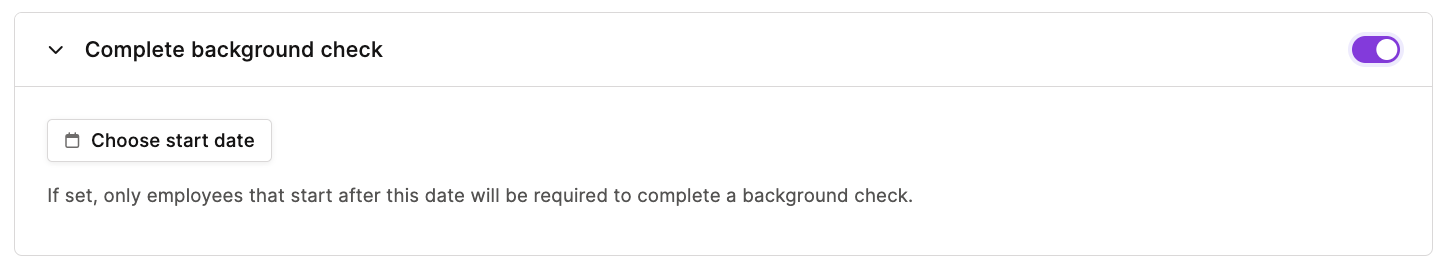 Complete background check
Choose start date
If set, only employees that start after this date will be required to complete a background check.